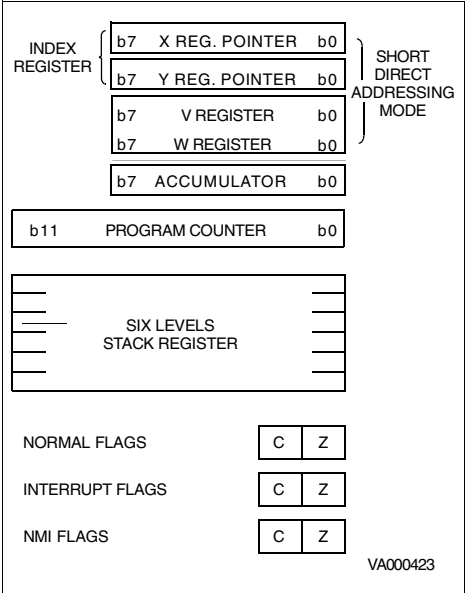 INDEX
REGISTER
b7 X REG. POINTER b0
b7 Y REG. POINTER b0
b7 V REGISTER b0
b7 W REGISTER b0
SHORT
DIRECT
ADDRESSING
MODE
b7 ACCUMULATOR b0
b11 PROGRAM COUNTER b0
SIX LEVELS
STACK REGISTER
NORMAL FLAGS C Z
INTERRUPT FLAGS C Z
NMI FLAGS C Z
VA000423